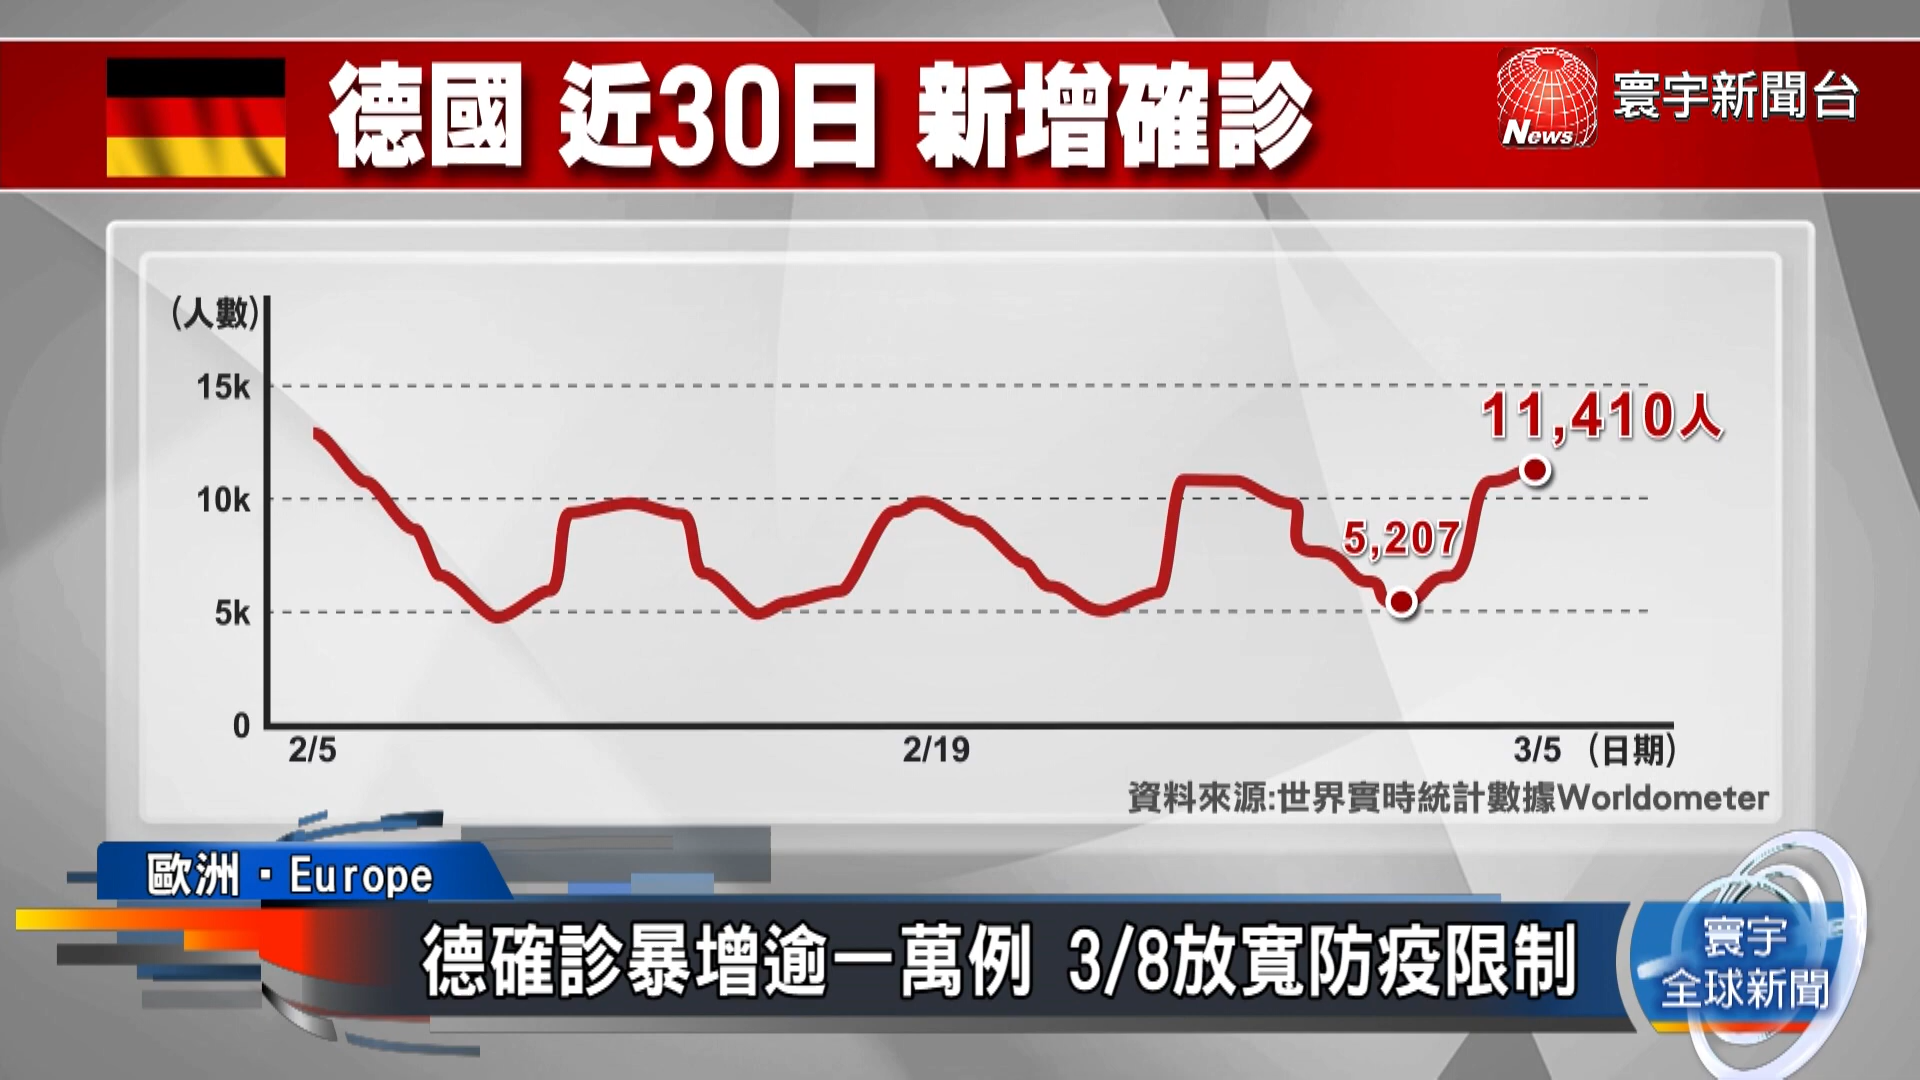 德國 近30日 新增確診
News
寰宇新聞台
(人數)
15k
10k
5k
0
11,410人
5,207
2/5
2/19
3/5
(日期)
資料來源:世界實時統計數據Worldometer
歐洲·Europe
德確診暴增逾一萬例 3/8放寬防疫限制
寰宇
全球新聞